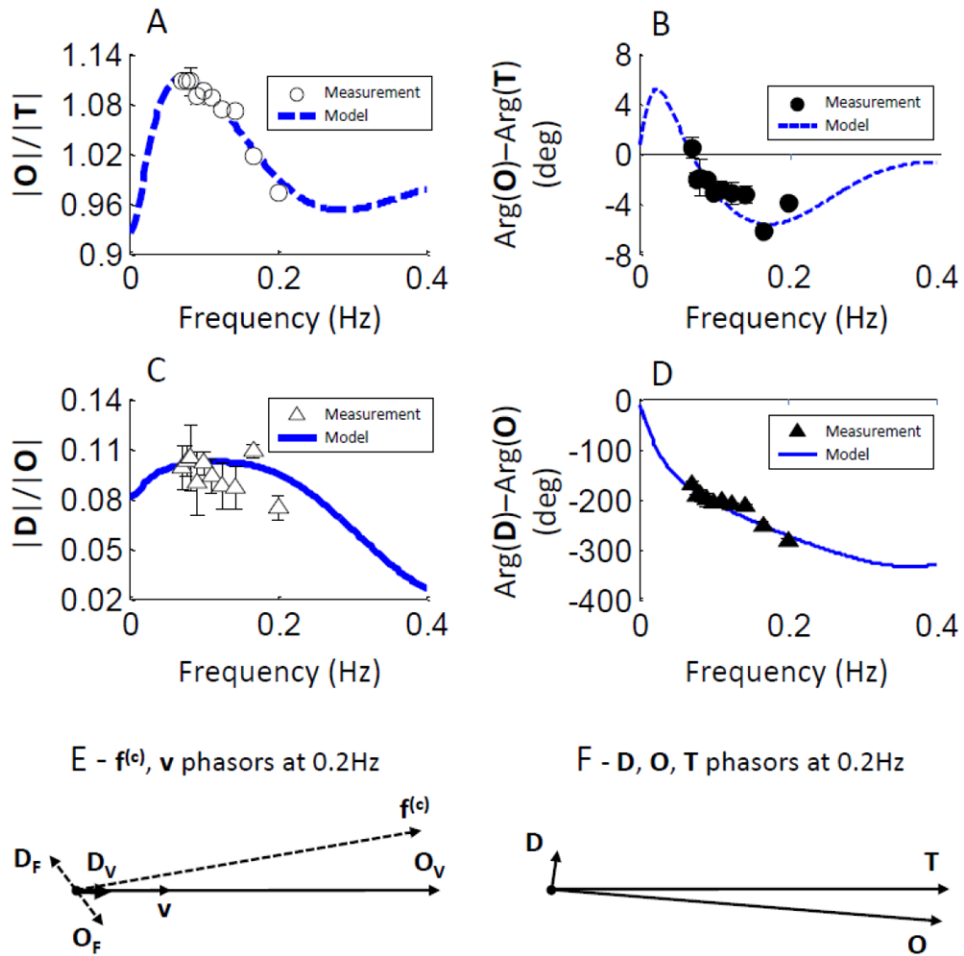 A
|O|/|T|
1.14
1.08
1.02
0.96
0.9
0
0.2
0.4
Frequency (Hz)
Measurement
Model
B
Arg(O)–Arg(T)
(deg)
8
4
0
-4
-8
0
0.2
0.4
Frequency (Hz)
Measurement
Model
C
|D|/|O|
0.14
0.11
0.08
0.05
0.02
0
0.2
0.4
Frequency (Hz)
Measurement
Model
D
Arg(D)–Arg(O)
(deg)
0
-100
-200
-300
-400
0
0.2
0.4
Frequency (Hz)
Measurement
Model
E - f(c), v phasors at 0.2Hz
f(c)
DF
DV
OV
v
OF
F - D, O, T phasors at 0.2Hz
D
T
O